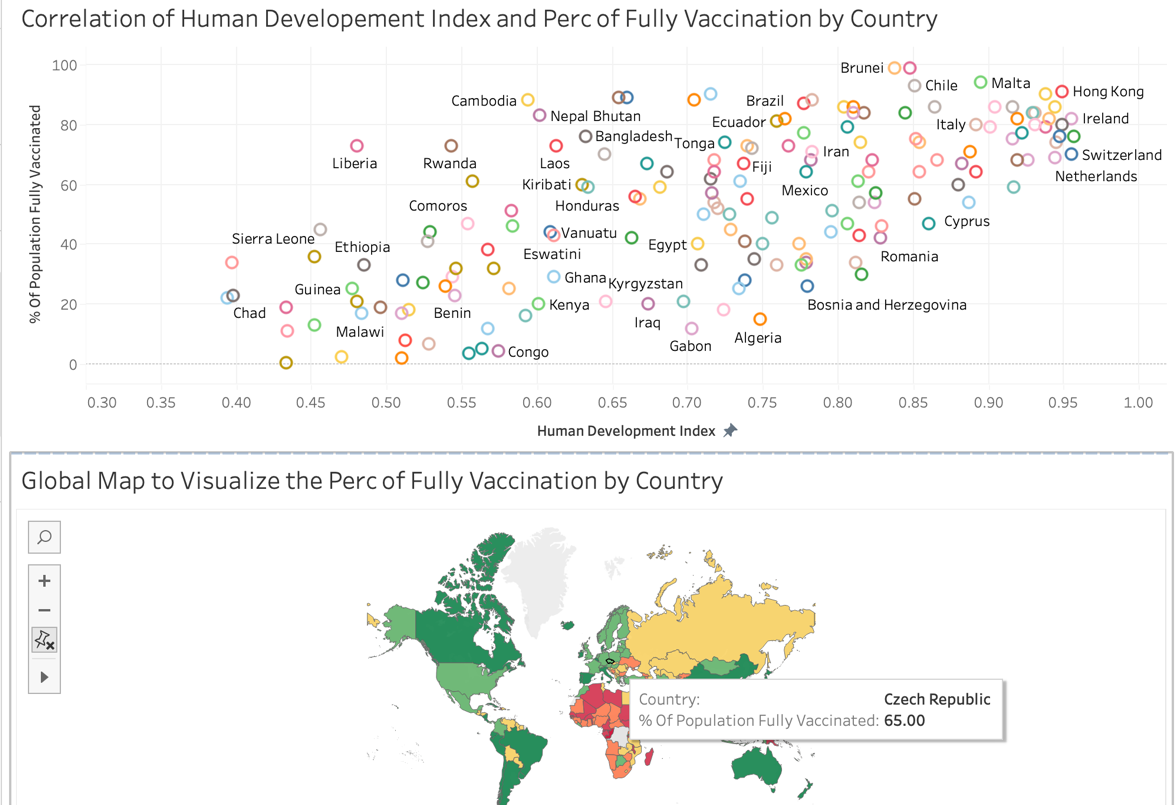 Correlation of Human Developement Index and Perc of Fully Vaccination by Country
% Of Population Fully Vaccinated
100
80
60
40
20
0
Brunei
Chile
Malta
Hong Kong
Cambodia
Nepal Bhutan
Brazil
Ecuador
Ireland
Italy
Bangladesh
Tonga
Liberia
Rwanda
Laos
Fiji
Iran
Switzerland
Netherlands
Kiribati
Mexico
Comoros
Honduras
Cyprus
Sierra Leone
Ethiopia
Vanuatu
Egypt
Eswatini
Romania
Guinea
Ghana
Kyrgyzstan
Chad
Malawi
Benin
Kenya
Bosnia and Herzegovina
Iraq
Gabon
Algeria
Congo
0.30 0.35 0.40 0.45 0.50 0.55 0.60 0.65 0.70 0.75 0.80 0.85 0.90 0.95 1.00
Human Development Index
Global Map to Visualize the Perc of Fully Vaccination by Country
Country: Czech Republic
% Of Population Fully Vaccinated: 65.00